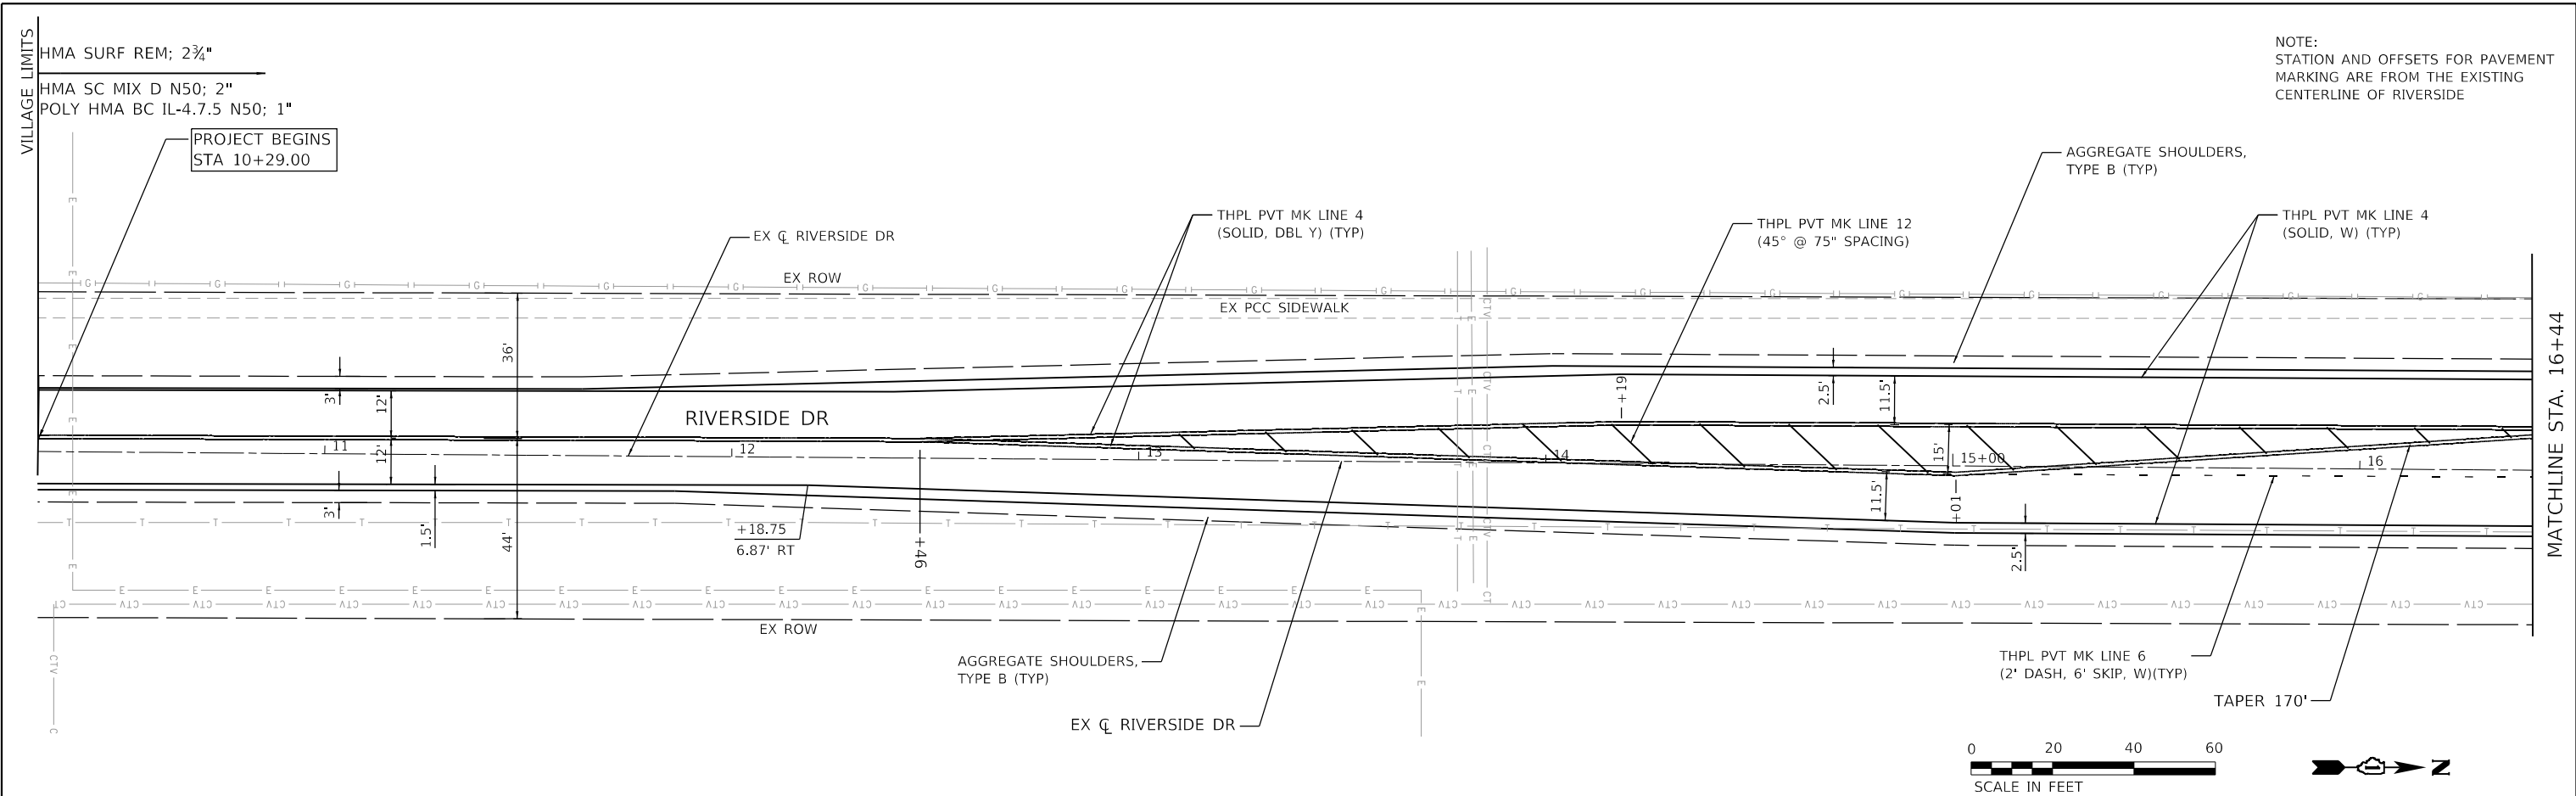 VILLAGE LIMITS
HMA SURF REM; 2¾"
HMA SC MIX D N50; 2"
POLY HMA BC IL-4.7.5 N50; 1"
PROJECT BEGINS
STA 10+29.00
NOTE:
STATION AND OFFSETS FOR PAVEMENT
MARKING ARE FROM THE EXISTING
CENTERLINE OF RIVERSIDE
AGGREGATE SHOULDERS,
TYPE B (TYP)
THPL PVT MK LINE 4
(SOLID, DBL Y) (TYP)
THPL PVT MK LINE 12
(45° @ 75" SPACING)
THPL PVT MK LINE 4
(SOLID, W) (TYP)
EX ℄ RIVERSIDE DR
EX ROW
EX PCC SIDEWALK
36'
3'
12'
RIVERSIDE DR
+19
2.5'
11.5'
11
12
13
14
15+00
16
12'
15'
11.5'
+01
3'
1.5'
44'
+18.75
6.87' RT
+46
2.5'
EX ROW
AGGREGATE SHOULDERS,
TYPE B (TYP)
EX ℄ RIVERSIDE DR
THPL PVT MK LINE 6
(2' DASH, 6' SKIP, W)(TYP)
TAPER 170'
MATCHLINE STA. 16+44
0 20 40 60
SCALE IN FEET
N